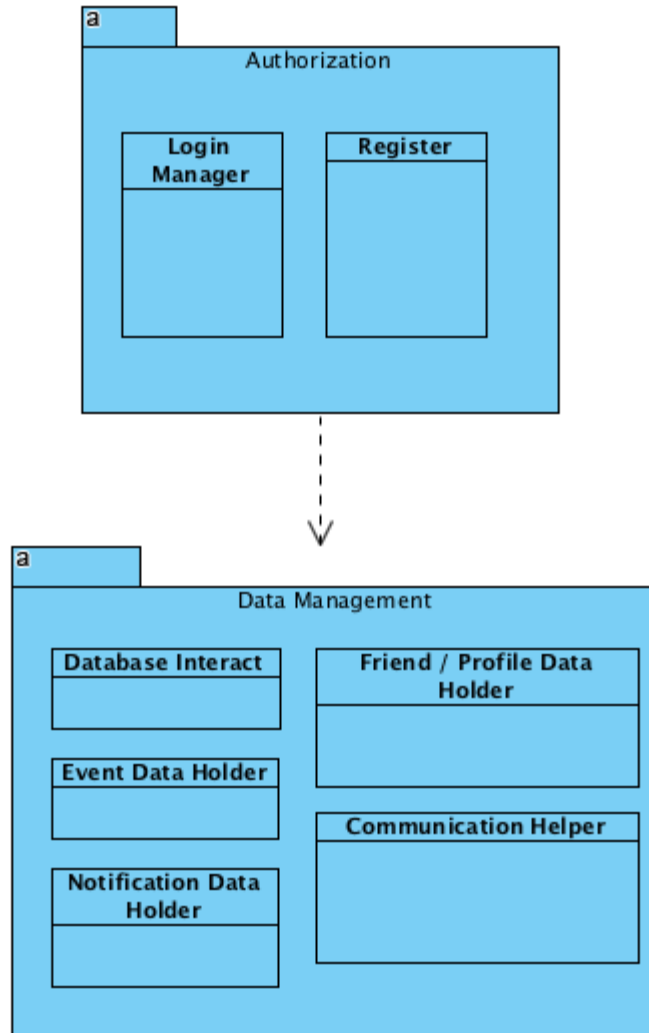 a
Authorization
Login
Manager
Register
a
Data Management
Database Interact
Event Data Holder
Notification Data
Holder
Friend / Profile Data
Holder
Communication Helper